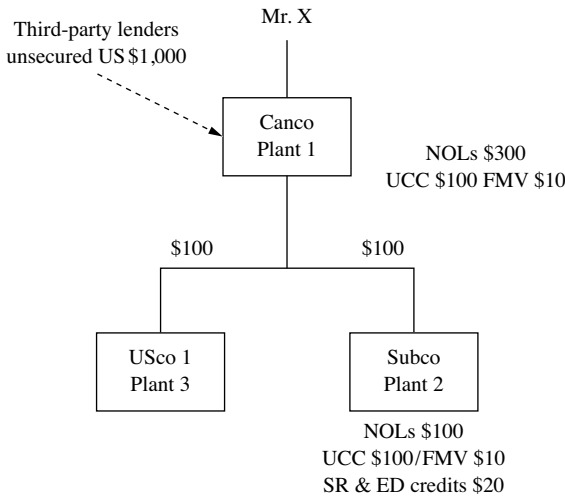 Mr. X
Third-party lenders
unsecured US $1,000
Canco
Plant 1
NOLs $300
UCC $100 FMV $10
$100
$100
USco 1
Plant 3
Subco
Plant 2
NOLs $100
UCC $100/FMV $10
SR & ED credits $20